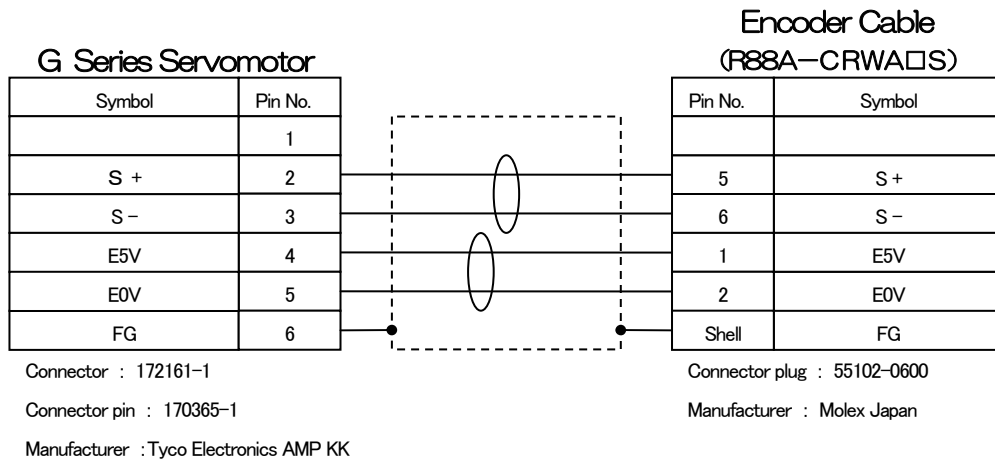 Encoder Cable
G Series Servomotor (R88A-CRWA□S)
Symbol Pin No. Pin No. Symbol
1
S + 2 5 S +
S - 3 6 S -
E5V 4 1 E5V
E0V 5 2 E0V
FG 6 Shell FG
Connector : 172161-1 Connector plug : 55102-0600
Connector pin : 170365-1 Manufacturer : Molex Japan
Manufacturer : Tyco Electronics AMP KK